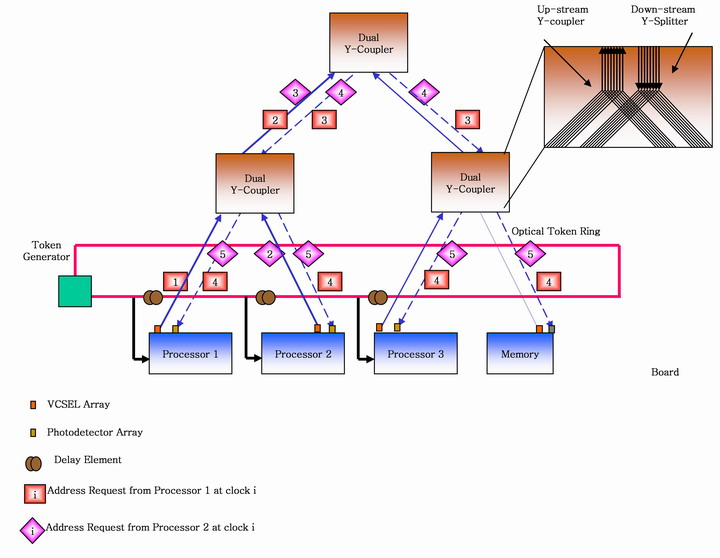 Up-stream
Y-coupler
Down-stream
Y-Splitter
Dual
Y-Coupler
3
4
4
2
3
3
Dual
Y-Coupler
Dual
Y-Coupler
Optical Token Ring
Token
Generator
5
2
5
5
5
1
4
4
4
4
Processor 1
Processor 2
Processor 3
Memory
Board
VCSEL Array
Photodetector Array
Delay Element
i
Address Request from Processor 1 at clock i
i
Address Request from Processor 2 at clock i